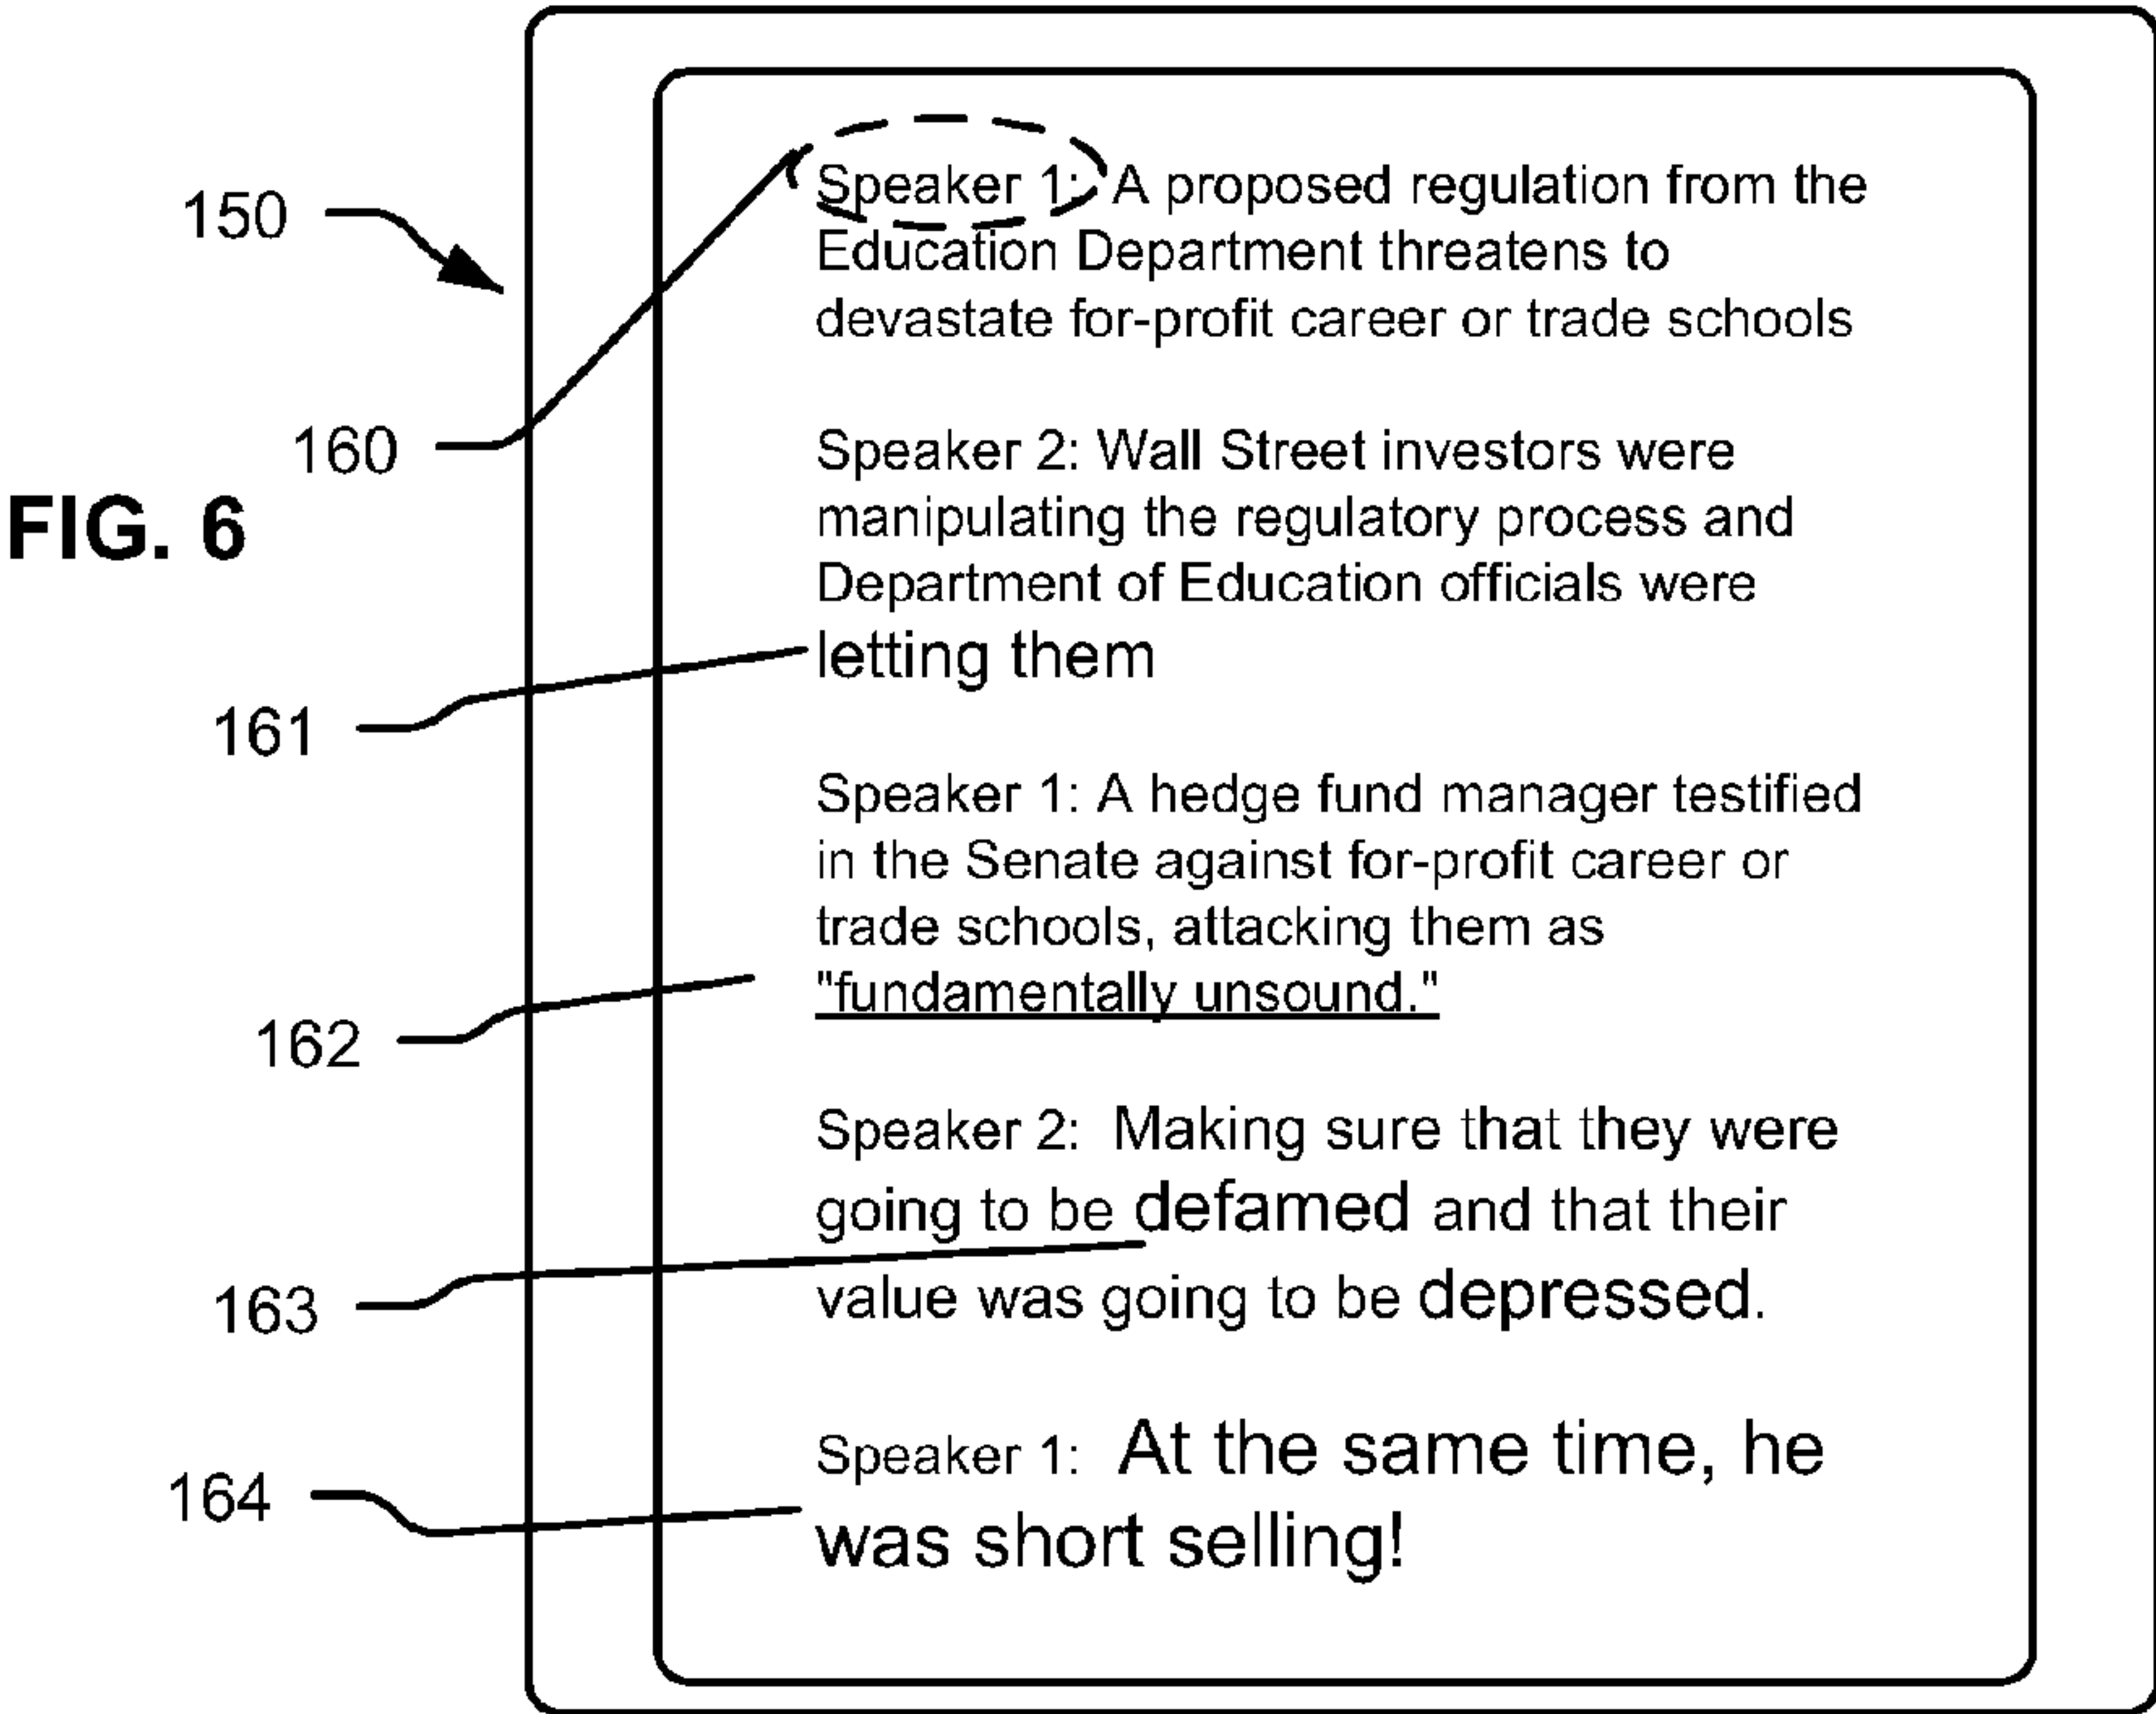 150
160
FIG. 6
161
162
163
164
Speaker 1: A proposed regulation from the
Education Department threatens to
devastate for-profit career or trade schools
Speaker 2: Wall Street investors were
manipulating the regulatory process and
Department of Education officials were
letting them
Speaker 1: A hedge fund manager testified
in the Senate against for-profit career or
trade schools, attacking them as
"fundamentally unsound."
Speaker 2: Making sure that they were
going to be defamed and that their
value was going to be depressed.
Speaker 1: At the same time, he
was short selling!